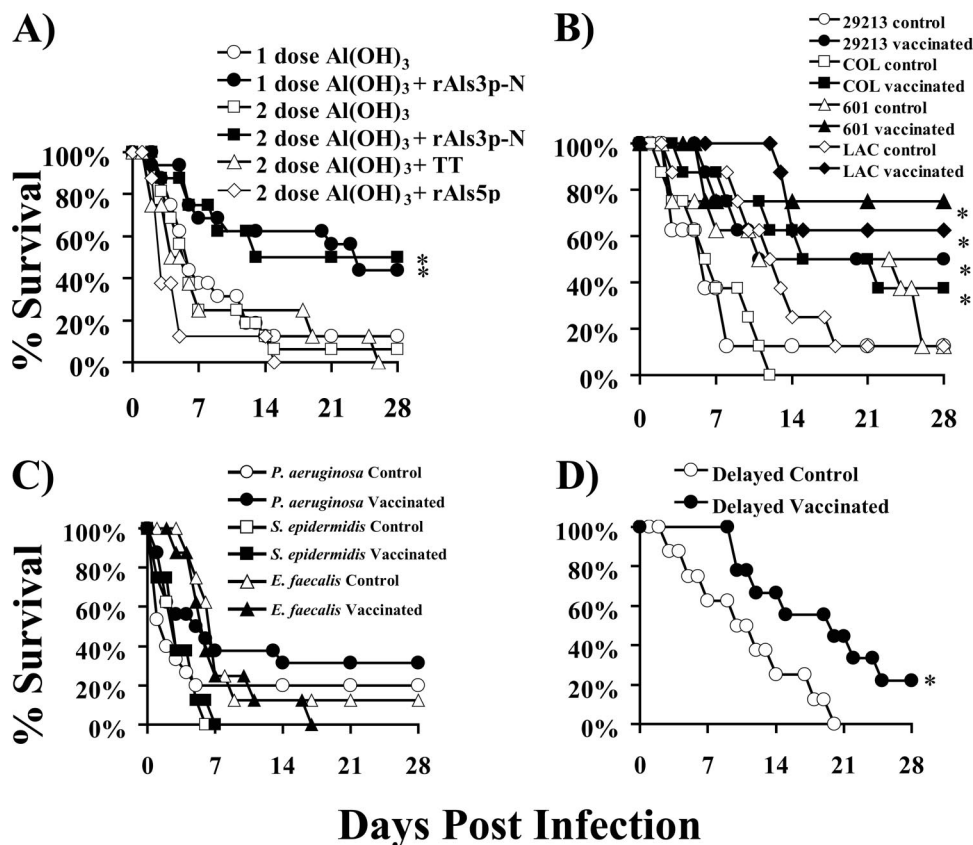 A)
1 dose Al(OH)3
1 dose Al(OH)3 + rAls3p-N
2 dose Al(OH)3
2 dose Al(OH)3 + rAls3p-N
2 dose Al(OH)3 + TT
2 dose Al(OH)3 + rAls5p
% Survival
100%
80%
60%
40%
20%
0%
0 7 14 21 28
*
*
B)
29213 control
29213 vaccinated
COL control
COL vaccinated
601 control
601 vaccinated
LAC control
LAC vaccinated
100%
80%
60%
40%
20%
0%
0 7 14 21 28
*
*
*
*
C)
P. aeruginosa Control
P. aeruginosa Vaccinated
S. epidermidis Control
S. epidermidis Vaccinated
E. faecalis Control
E. faecalis Vaccinated
% Survival
100%
80%
60%
40%
20%
0%
0 7 14 21 28
D)
Delayed Control
Delayed Vaccinated
100%
80%
60%
40%
20%
0%
0 7 14 21 28
*
Days Post Infection